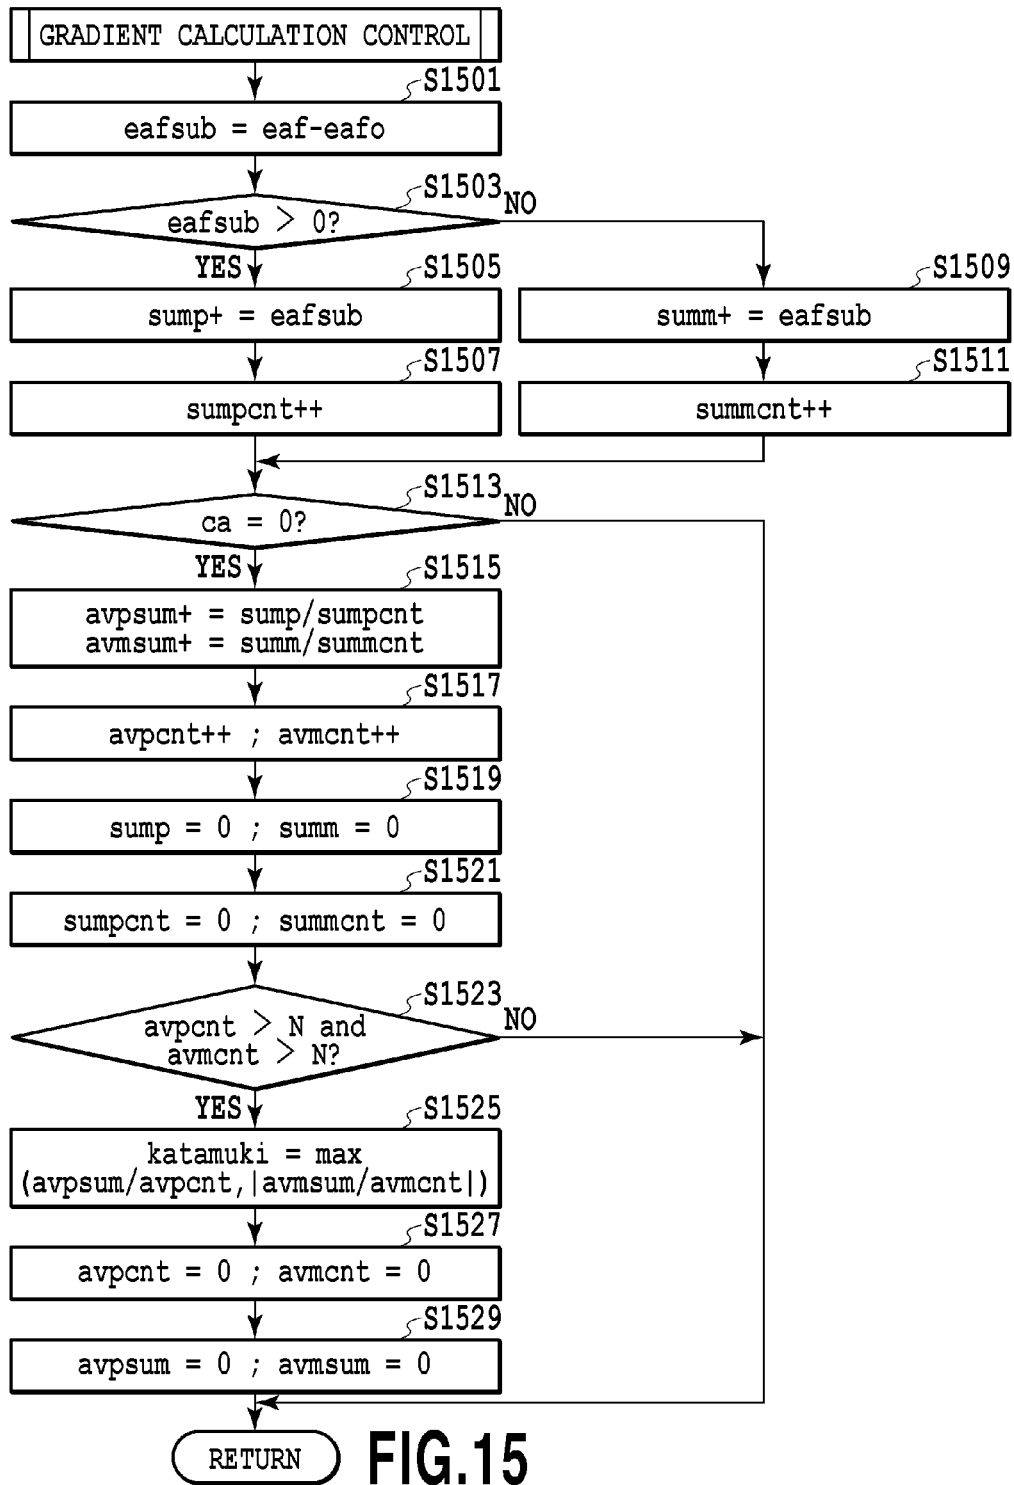 GRADIENT CALCULATION CONTROL
S1501
eafsub = eaf-eafo
S1503
eafsub > 0?
NO
YES
S1505
sump+ = eafsub
S1509
summ+ = eafsub
S1507
sumpcnt++
S1511
summcnt++
S1513
ca = 0?
NO
YES
S1515
avpsum+ = sump/sumpcnt
avmsum+ = summ/summcnt
S1517
avpcnt++ ; avmcnt++
S1519
sump = 0 ; summ = 0
S1521
sumpcnt = 0 ; summcnt = 0
S1523
avpcnt > N and
avmcnt > N?
NO
YES
S1525
katamuki = max
(avpsum/avpcnt,|avmsum/avmcnt|)
S1527
avpcnt = 0 ; avmcnt = 0
S1529
avpsum = 0 ; avmsum = 0
RETURN
FIG.15